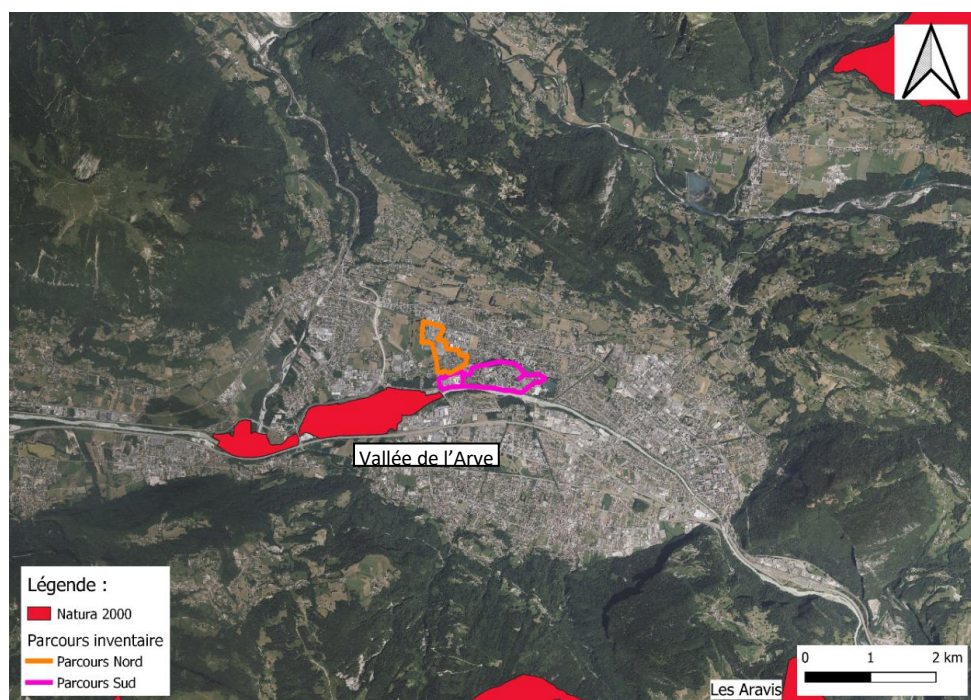 Vallée de l’Arve
Légende :
Natura 2000
Parcours inventaire
Parcours Nord
Parcours Sud
Les Aravis
0 1 2 km